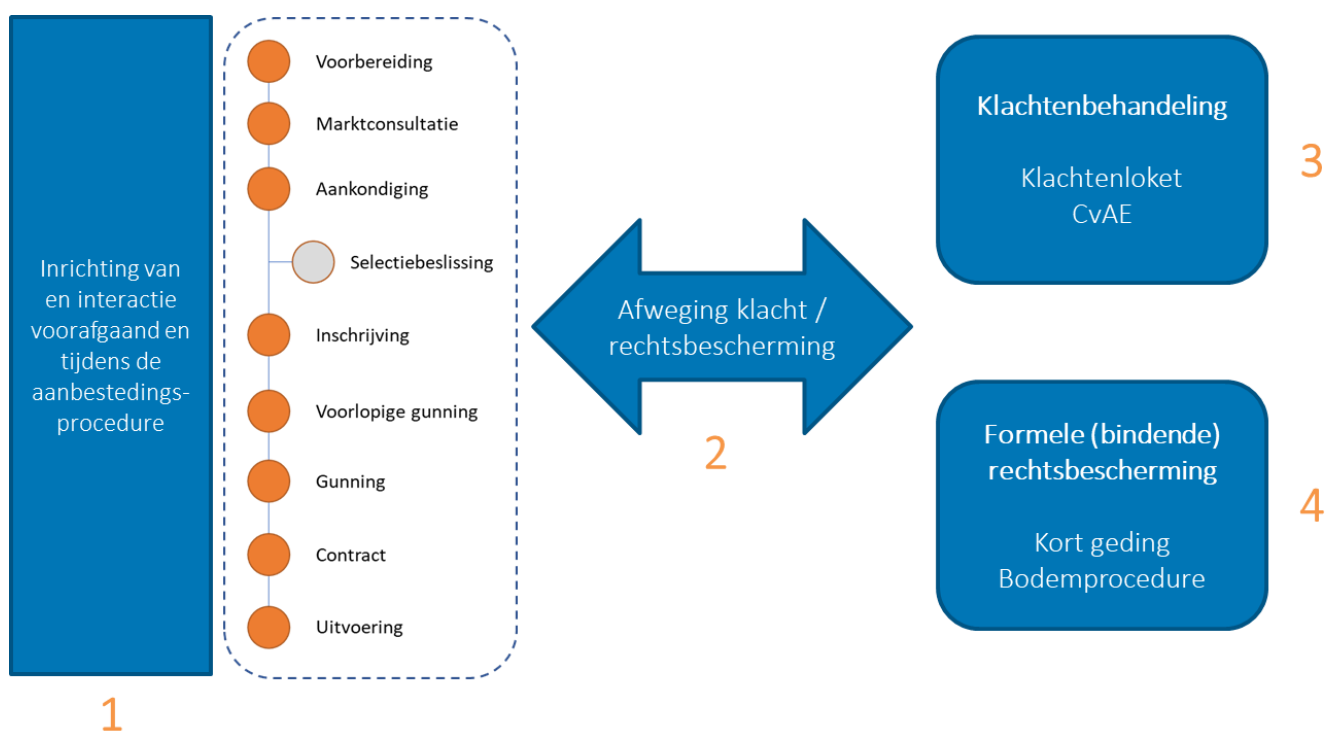 Inrichting van
en interactie
voorafgaand en
tijdens de
aanbestedings-
procedure
1
Voorbereiding
Marktconsultatie
Aankondiging
Selectiebeslissing
Inschrijving
Voorlopige gunning
Gunning
Contract
Uitvoering
Afweging klacht /
rechtsbescherming
2
Klachtenbehandeling
Klachtenloket
CvAE
3
Formele (bindende)
rechtsbescherming
Kort geding
Bodemprocedure
4